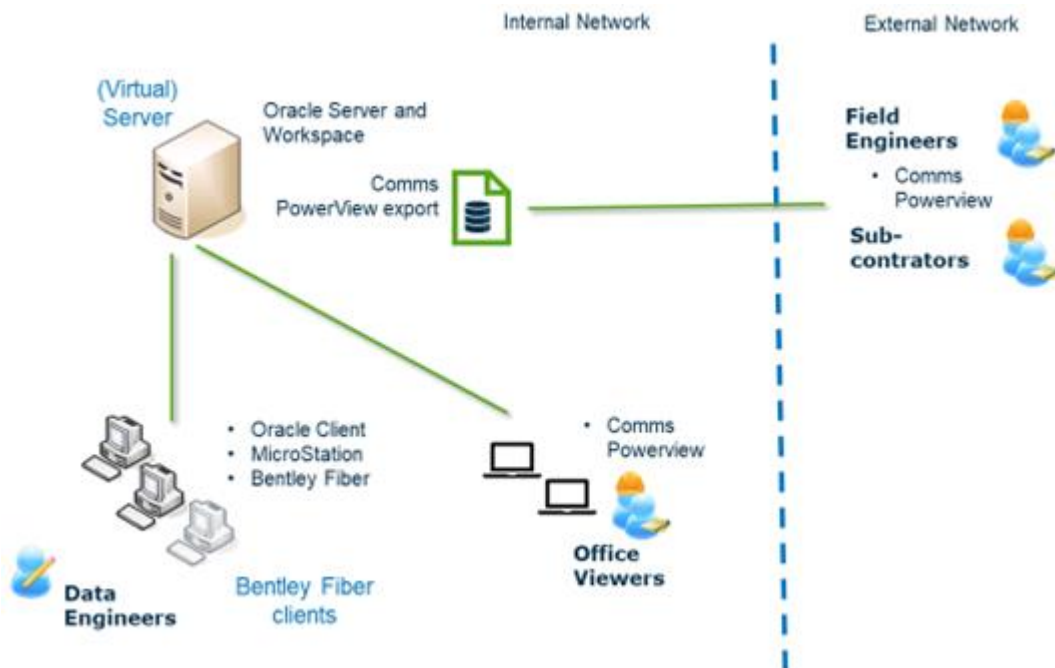 Internal Network
External Network
(Virtual)
Server
Oracle Server and
Workspace
Comms
PowerView export
Field
Engineers
• Comms
Powerview
Sub-
contrators
• Oracle Client
• MicroStation
• Bentley Fiber
• Comms
Powerview
Data
Engineers
Bentley Fiber
clients
Office
Viewers